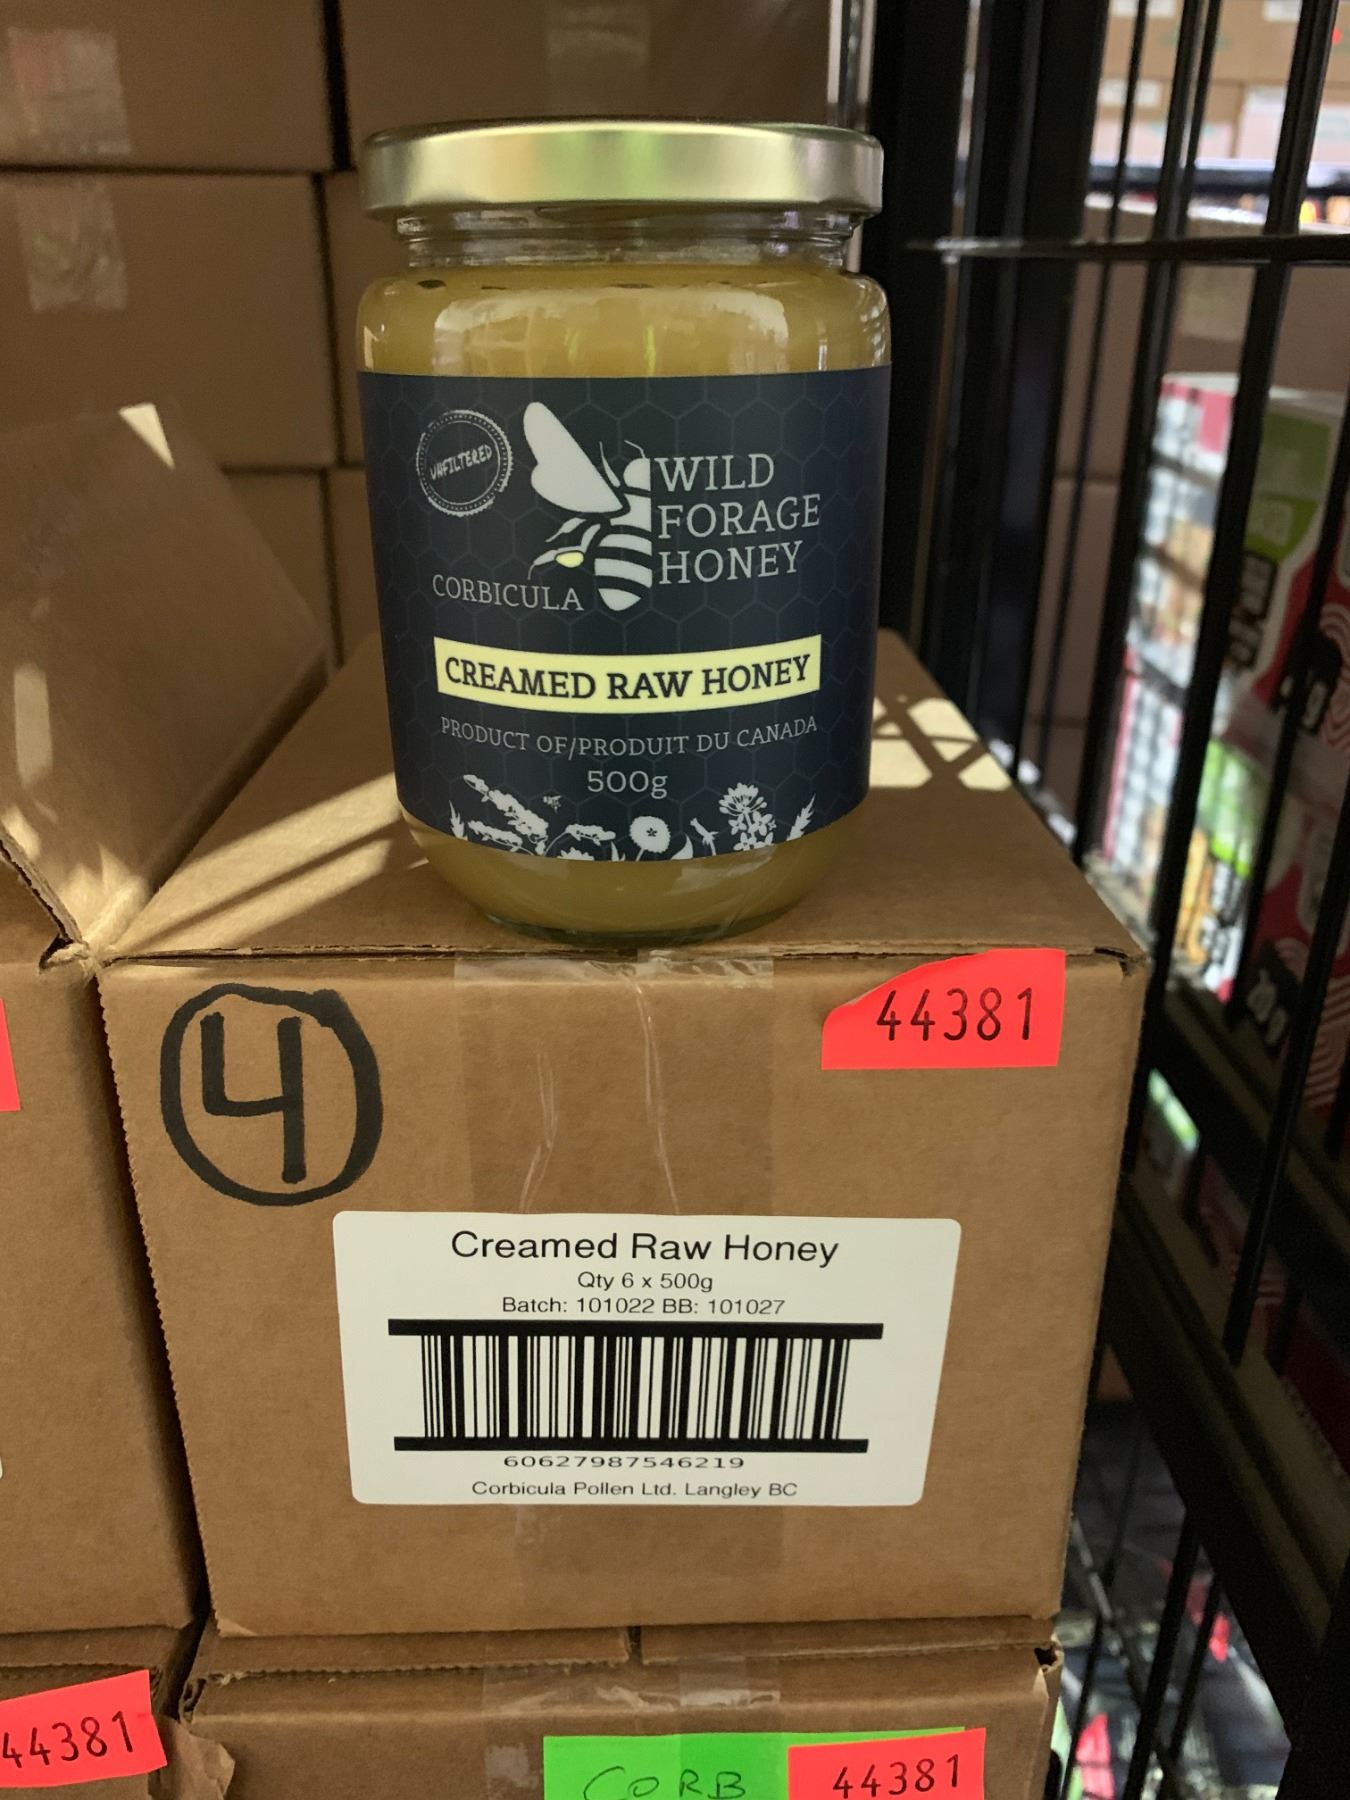 UNFILTERED
WILD
FORAGE
HONEY
CORBICULA
CREAMED RAW HONEY
PRODUCT OF/PRODUIT DU CANADA
500g
44381
4
Creamed Raw Honey
Qty 6 x 500g
Batch: 101022 BB: 101027
60627987546219
Corbicula Pollen Ltd. Langley BC
44381
CORB
44381